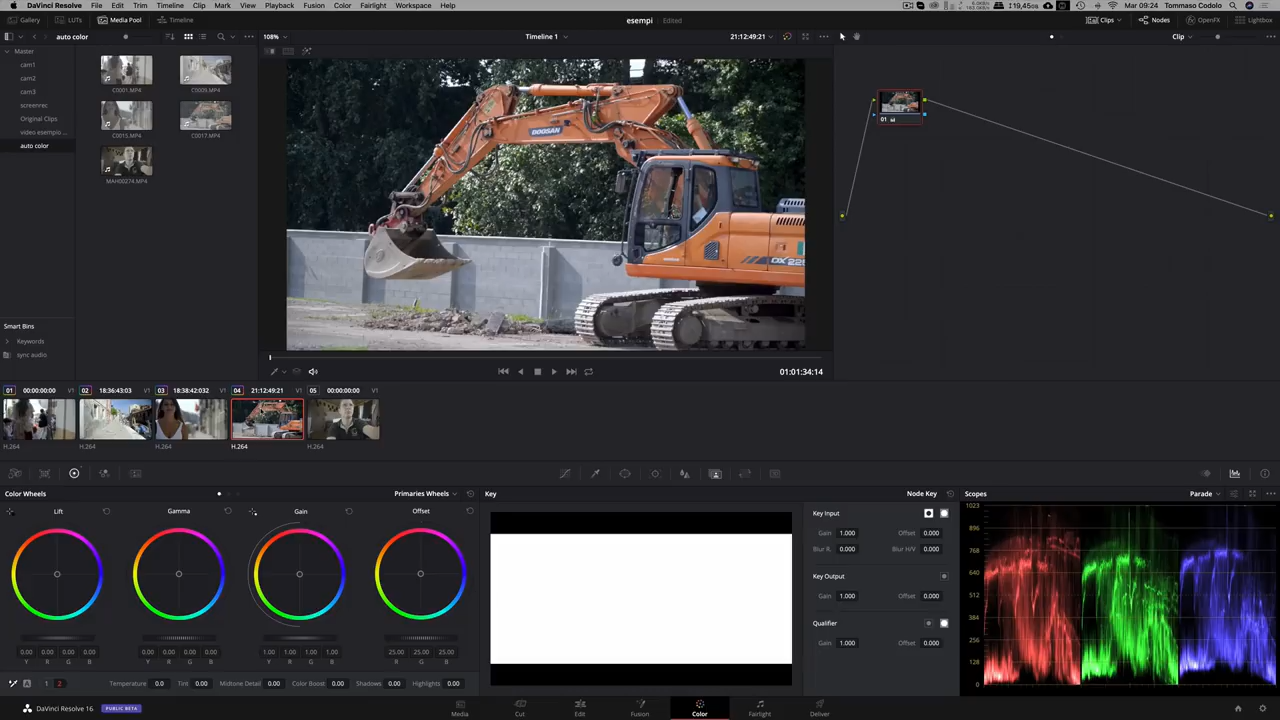 DaVinci Resolve File Edit Trim Timeline Clip Mark View Playback Fusion Color Fairlight Workspace Help 19,45s Mar 09:24 Tommaso Codolo
Gallery LUTs Media Pool Timeline esempi Edited Clips Nodes OpenFX Lightbox
auto color 108% Timeline 1 21:12:49:21 Clip
Master
cam1
cam2
cam3
screenrec
Original Clips
video esempio ...
auto color
C0001.MP4 C0009.MP4
C0015.MP4 C0017.MP4
MAH00274.MP4
DOOSAN
DX 225
01
Smart Bins
Keywords
sync audio
01:01:34:14
01 00:00:00:00 V1 02 18:36:43:03 V1 03 18:38:42:032 V1 04 21:12:49:21 V1 05 00:00:00:00 V1
H.264 H.264 H.264 H.264 H.264
Color Wheels Primaries Wheels Key Node Key Scopes Parade
Lift Gamma Gain Offset
Key Input
Gain 1.000 Offset 0.000
Blur R. 0.000 Blur H/V 0.000
Key Output
Gain 1.000 Offset 0.000
Qualifier
Gain 1.000 Offset 0.000
1023
896
768
640
512
384
256
128
0
0.00 0.00 0.00 0.00 0.00 0.00 0.00 0.00 1.00 1.00 1.00 1.00 25.00 25.00 25.00
Y R G B Y R G B Y R G B R G B
A 1 2 Temperature 0.0 Tint 0.00 Midtone Detail 0.00 Color Boost 0.00 Shadows 0.00 Highlights 0.00
DaVinci Resolve 16 PUBLIC BETA Media Cut Edit Fusion Color Fairlight Deliver